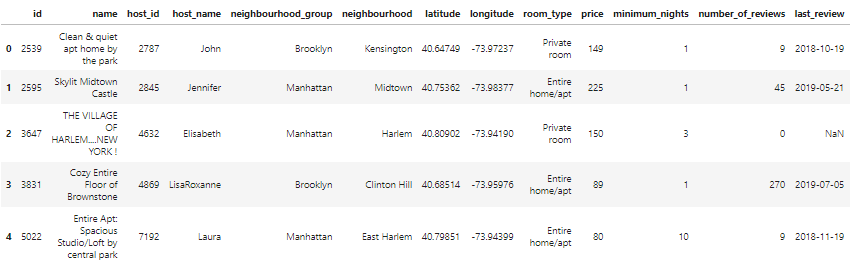 id name host_id host_name neighbourhood_group neighbourhood latitude longitude room_type price minimum_nights number_of_reviews last_review
Clean & quiet
0 2539 apt home by 2787 John Brooklyn Kensington 40.64749 -73.97237 Private room 149 1 9 2018-10-19
the park
1 2595 Skylit Midtown 2845 Jennifer Manhattan Midtown 40.75362 -73.98377 Entire home/apt 225 1 45 2019-05-21
Castle
THE VILLAGE
OF
2 3647 HARLEM....NEW 4632 Elisabeth Manhattan Harlem 40.80902 -73.94190 Private room 150 3 0 NaN
YORK !
Cozy Entire
3 3831 Floor of 4869 LisaRoxanne Brooklyn Clinton Hill 40.68514 -73.95976 Entire home/apt 89 1 270 2019-07-05
Brownstone
Entire Apt:
4 5022 Spacious 7192 Laura Manhattan East Harlem 40.79851 -73.94399 Entire home/apt 80 10 9 2018-11-19
Studio/Loft by
central park